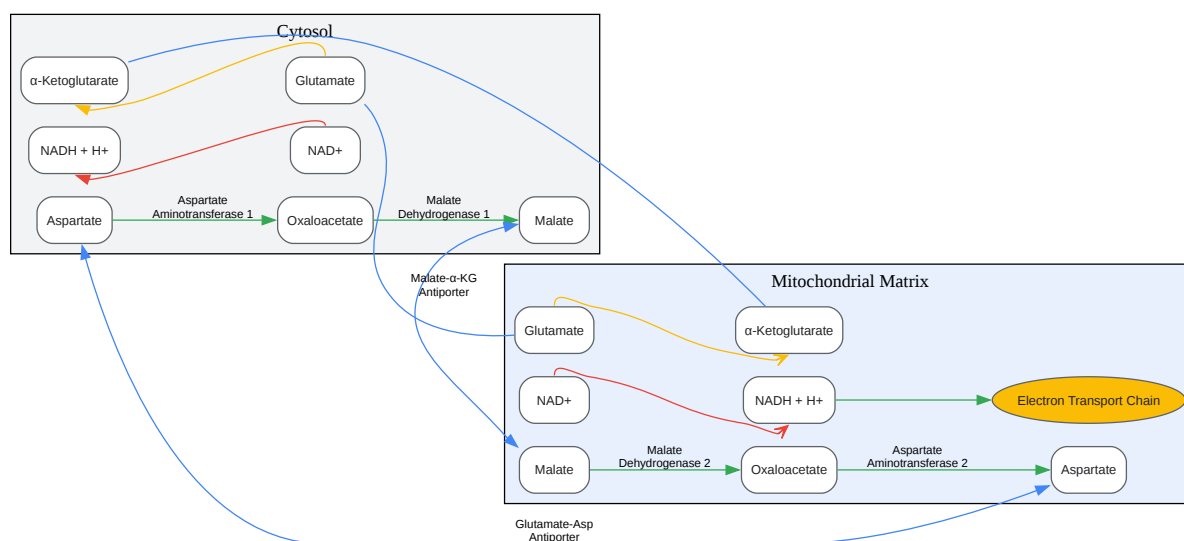 Cytosol
α-Ketoglutarate
Glutamate
NADH + H+
NAD+
Aspartate
Aspartate
Aminotransferase 1
Oxaloacetate
Malate
Dehydrogenase 1
Malate
Malate-α-KG
Antiporter
Mitochondrial Matrix
Glutamate
α-Ketoglutarate
NAD+
NADH + H+
Electron Transport Chain
Malate
Malate
Dehydrogenase 2
Oxaloacetate
Aspartate
Aminotransferase 2
Aspartate
Glutamate-Asp
Antiporter